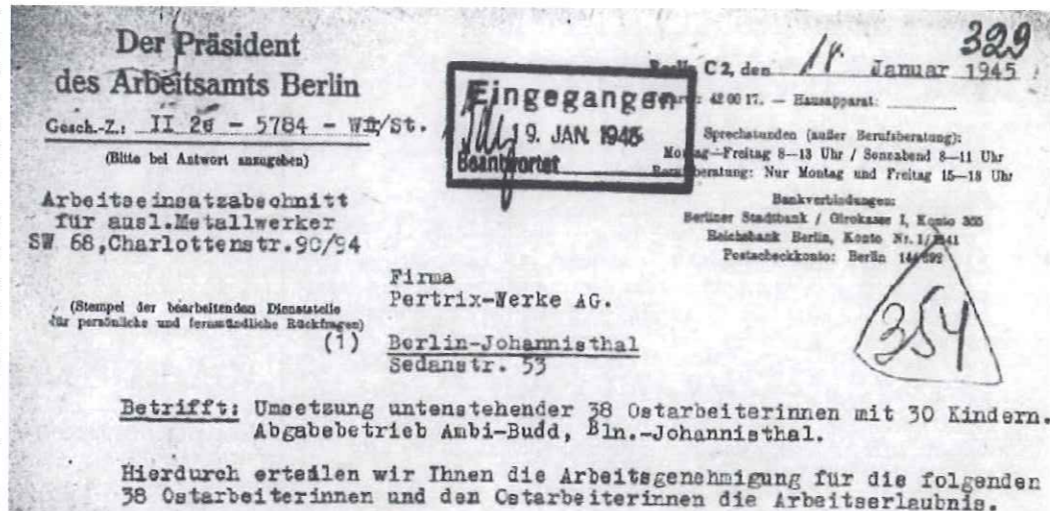 Der Präsident
des Arbeitsamts Berlin
Gesch.-Z.: II 26 - 5784 - Wü/St.
(Bitte bei Antwort anzugeben)
Arbeitseinsatzabschnitt
für ausl.Metallwerker
SW 68,Charlottenstr.90/94
(Stempel der bearbeitenden Dienststelle
für persönliche und fernmündliche Rückfragen)
(1)
Eingegangen
19. JAN. 1945
Beantwortet
329
C 2, den 17. Januar 1945
42 00 17. — Hausapparat:
Sprechstunden (außer Berufsberatung):
Montag—Freitag 8—13 Uhr / Sonnabend 8—11 Uhr
Berufsberatung: Nur Montag und Freitag 15—18 Uhr
Bankverbindungen:
Berliner Stadtbank / Girokasse I, Konto 300
Reichsbank Berlin, Konto Nr. 1/
Postscheckkonto: Berlin
354
Firma
Pertrix-Werke AG.
Berlin-Johannisthal
Sedanstr. 53
Betrifft: Umsetzung untenstehender 38 Ostarbeiterinnen mit 30 Kindern.
Abgabebetrieb Ambi-Budd, Bln.-Johannisthal.
Hierdurch erteilen wir Ihnen die Arbeitsgenehmigung für die folgenden
38 Ostarbeiterinnen und den Ostarbeiterinnen die Arbeitserlaubnis.